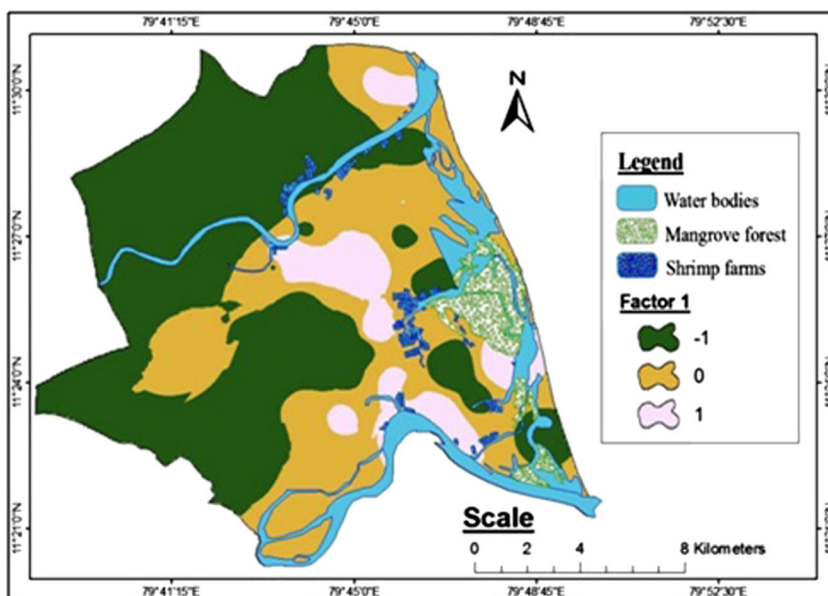 79°41'15"E 79°45'0"E 79°48'45"E 79°52'30"E
11°30'0"N
11°27'0"N
11°24'0"N
11°21'0"N
N
Legend
Water bodies
Mangrove forest
Shrimp farms
Factor 1
-1
0
1
Scale
0 2 4 8 Kilometers
79°41'15"E 79°45'0"E 79°48'45"E 79°52'30"E